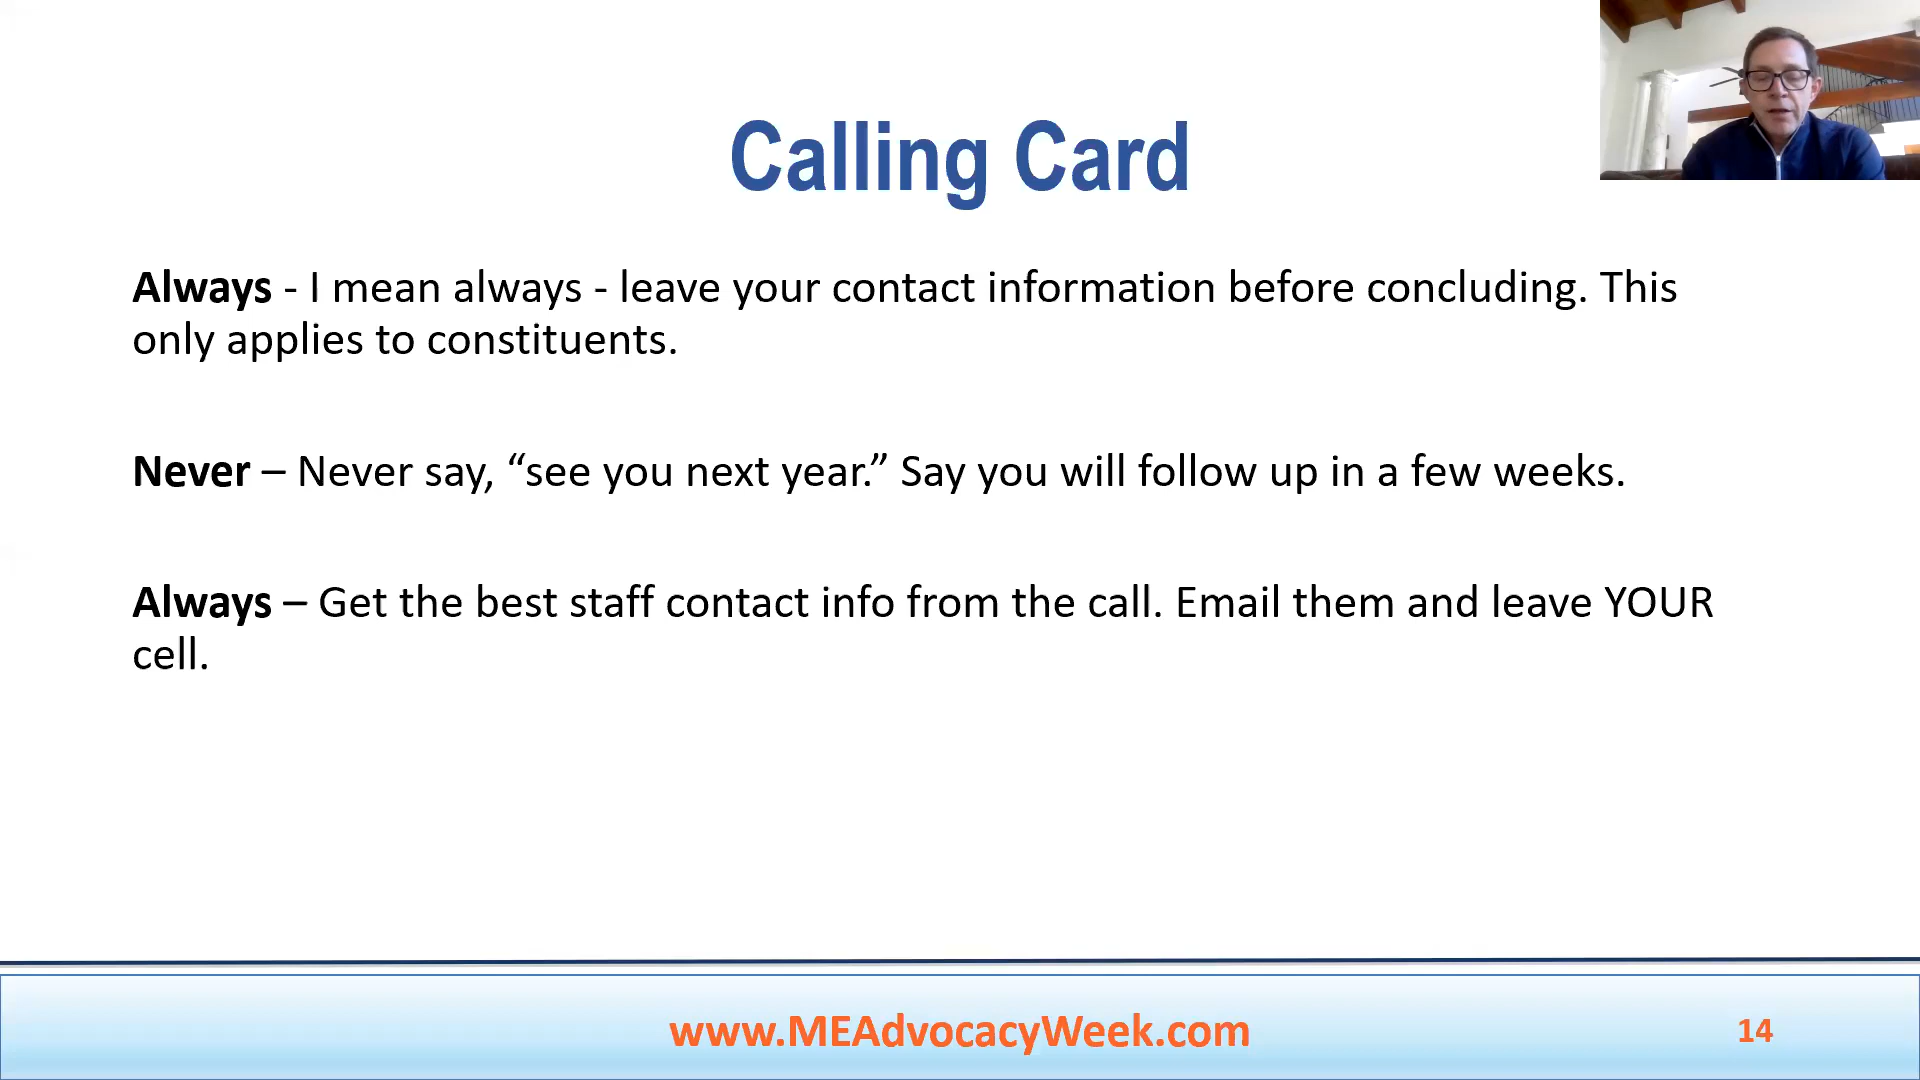 Calling Card
Always - I mean always - leave your contact information before concluding. This
only applies to constituents.
Never – Never say, “see you next year.” Say you will follow up in a few weeks.
Always – Get the best staff contact info from the call. Email them and leave YOUR
cell.
www.MEAdvocacyWeek.com
14